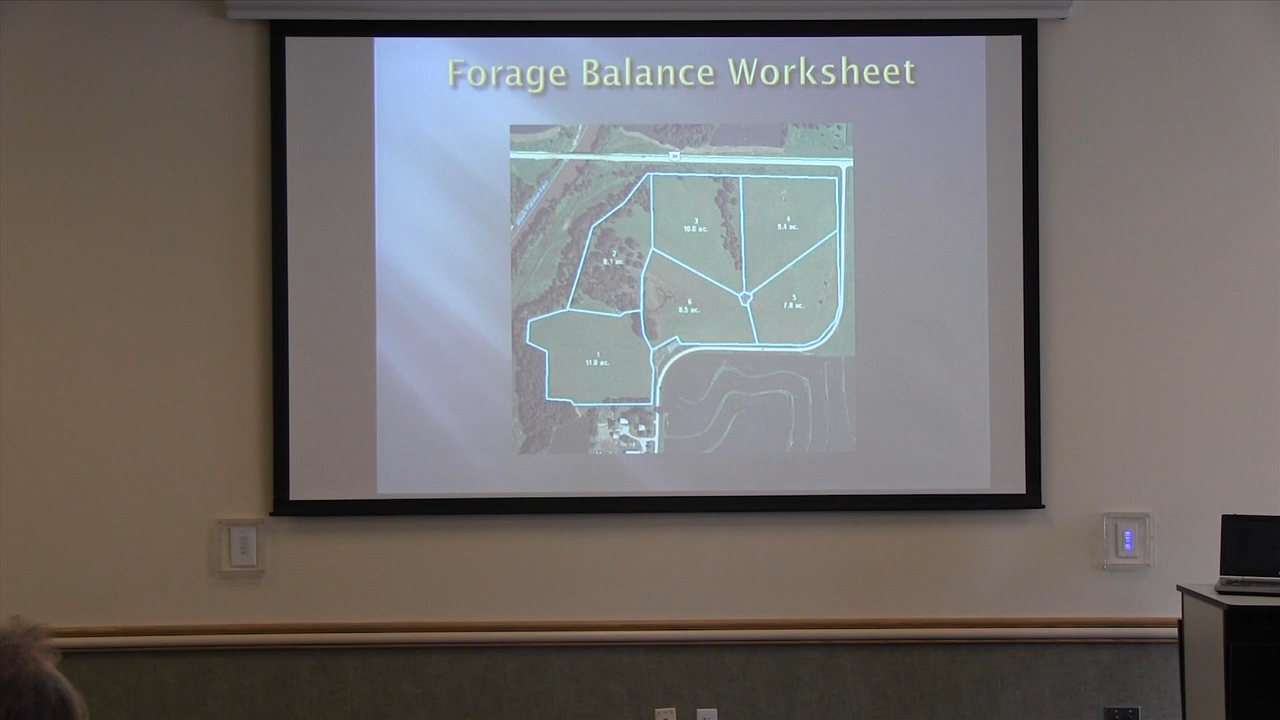 Forage Balance Worksheet
3
10.0 ac.
4
9.4 ac.
2
8.1 ac.
6
8.5 ac.
5
7.8 ac.
1
11.0 ac.